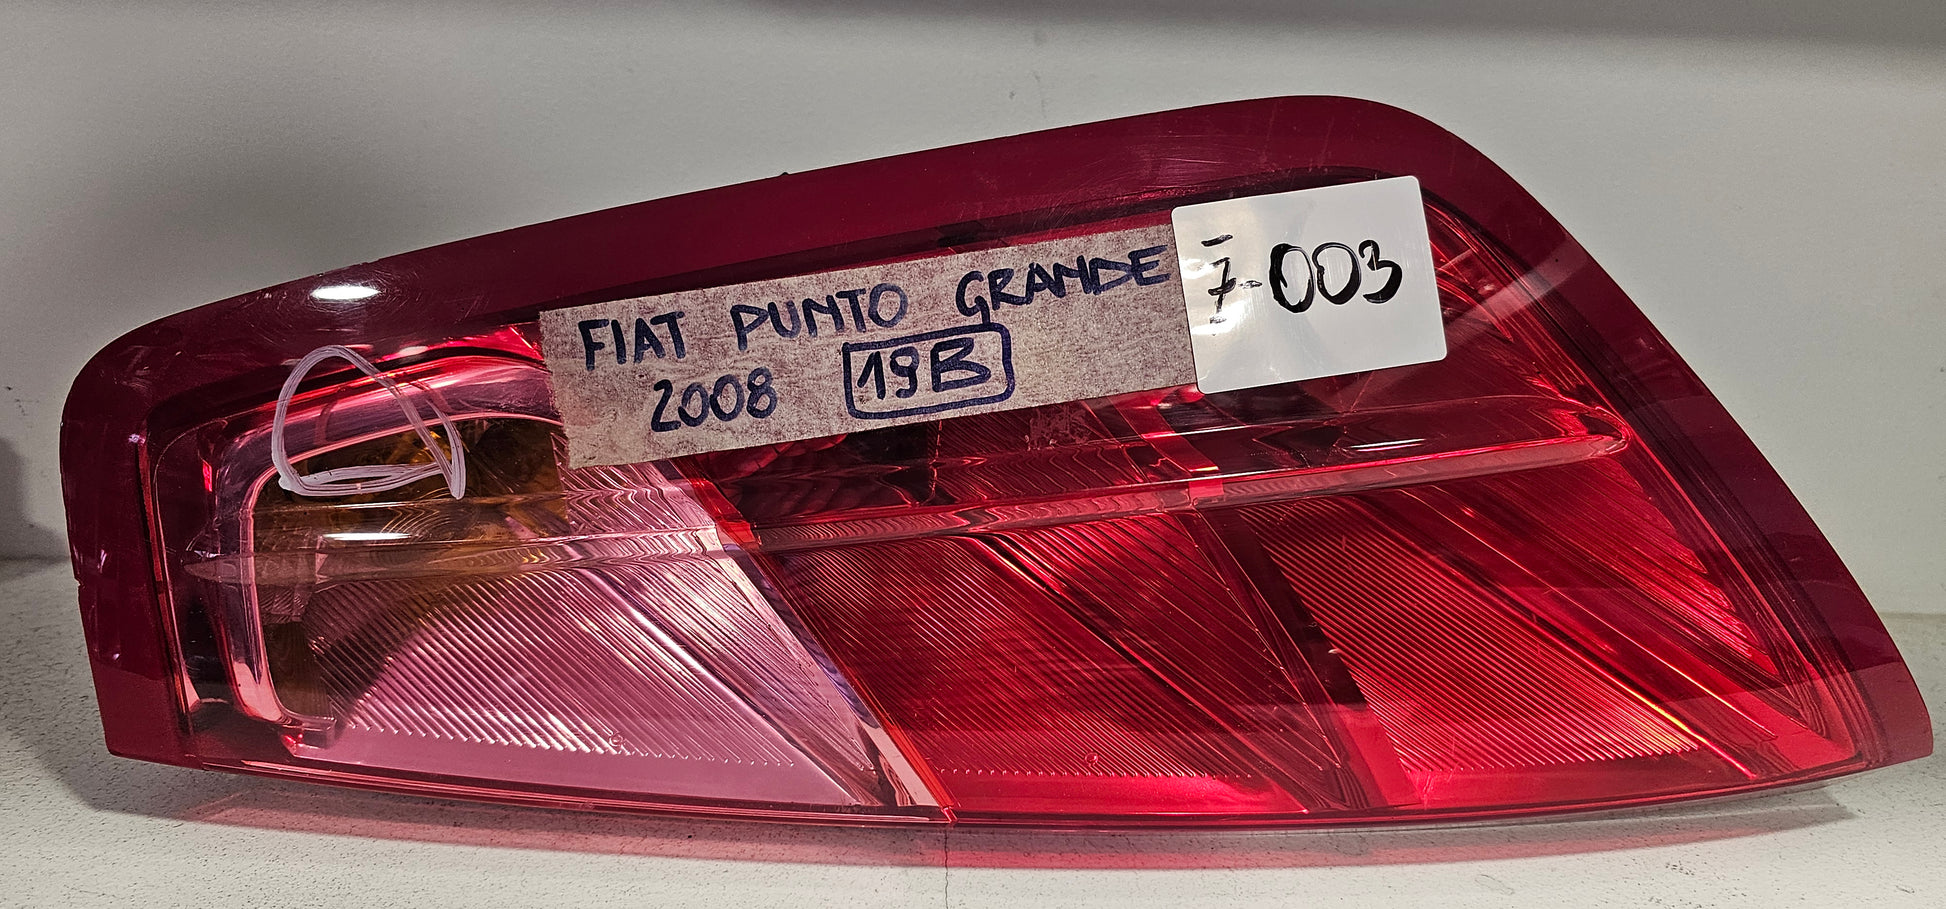 FIAT PUNTO GRANDE
2008 19B
7-003